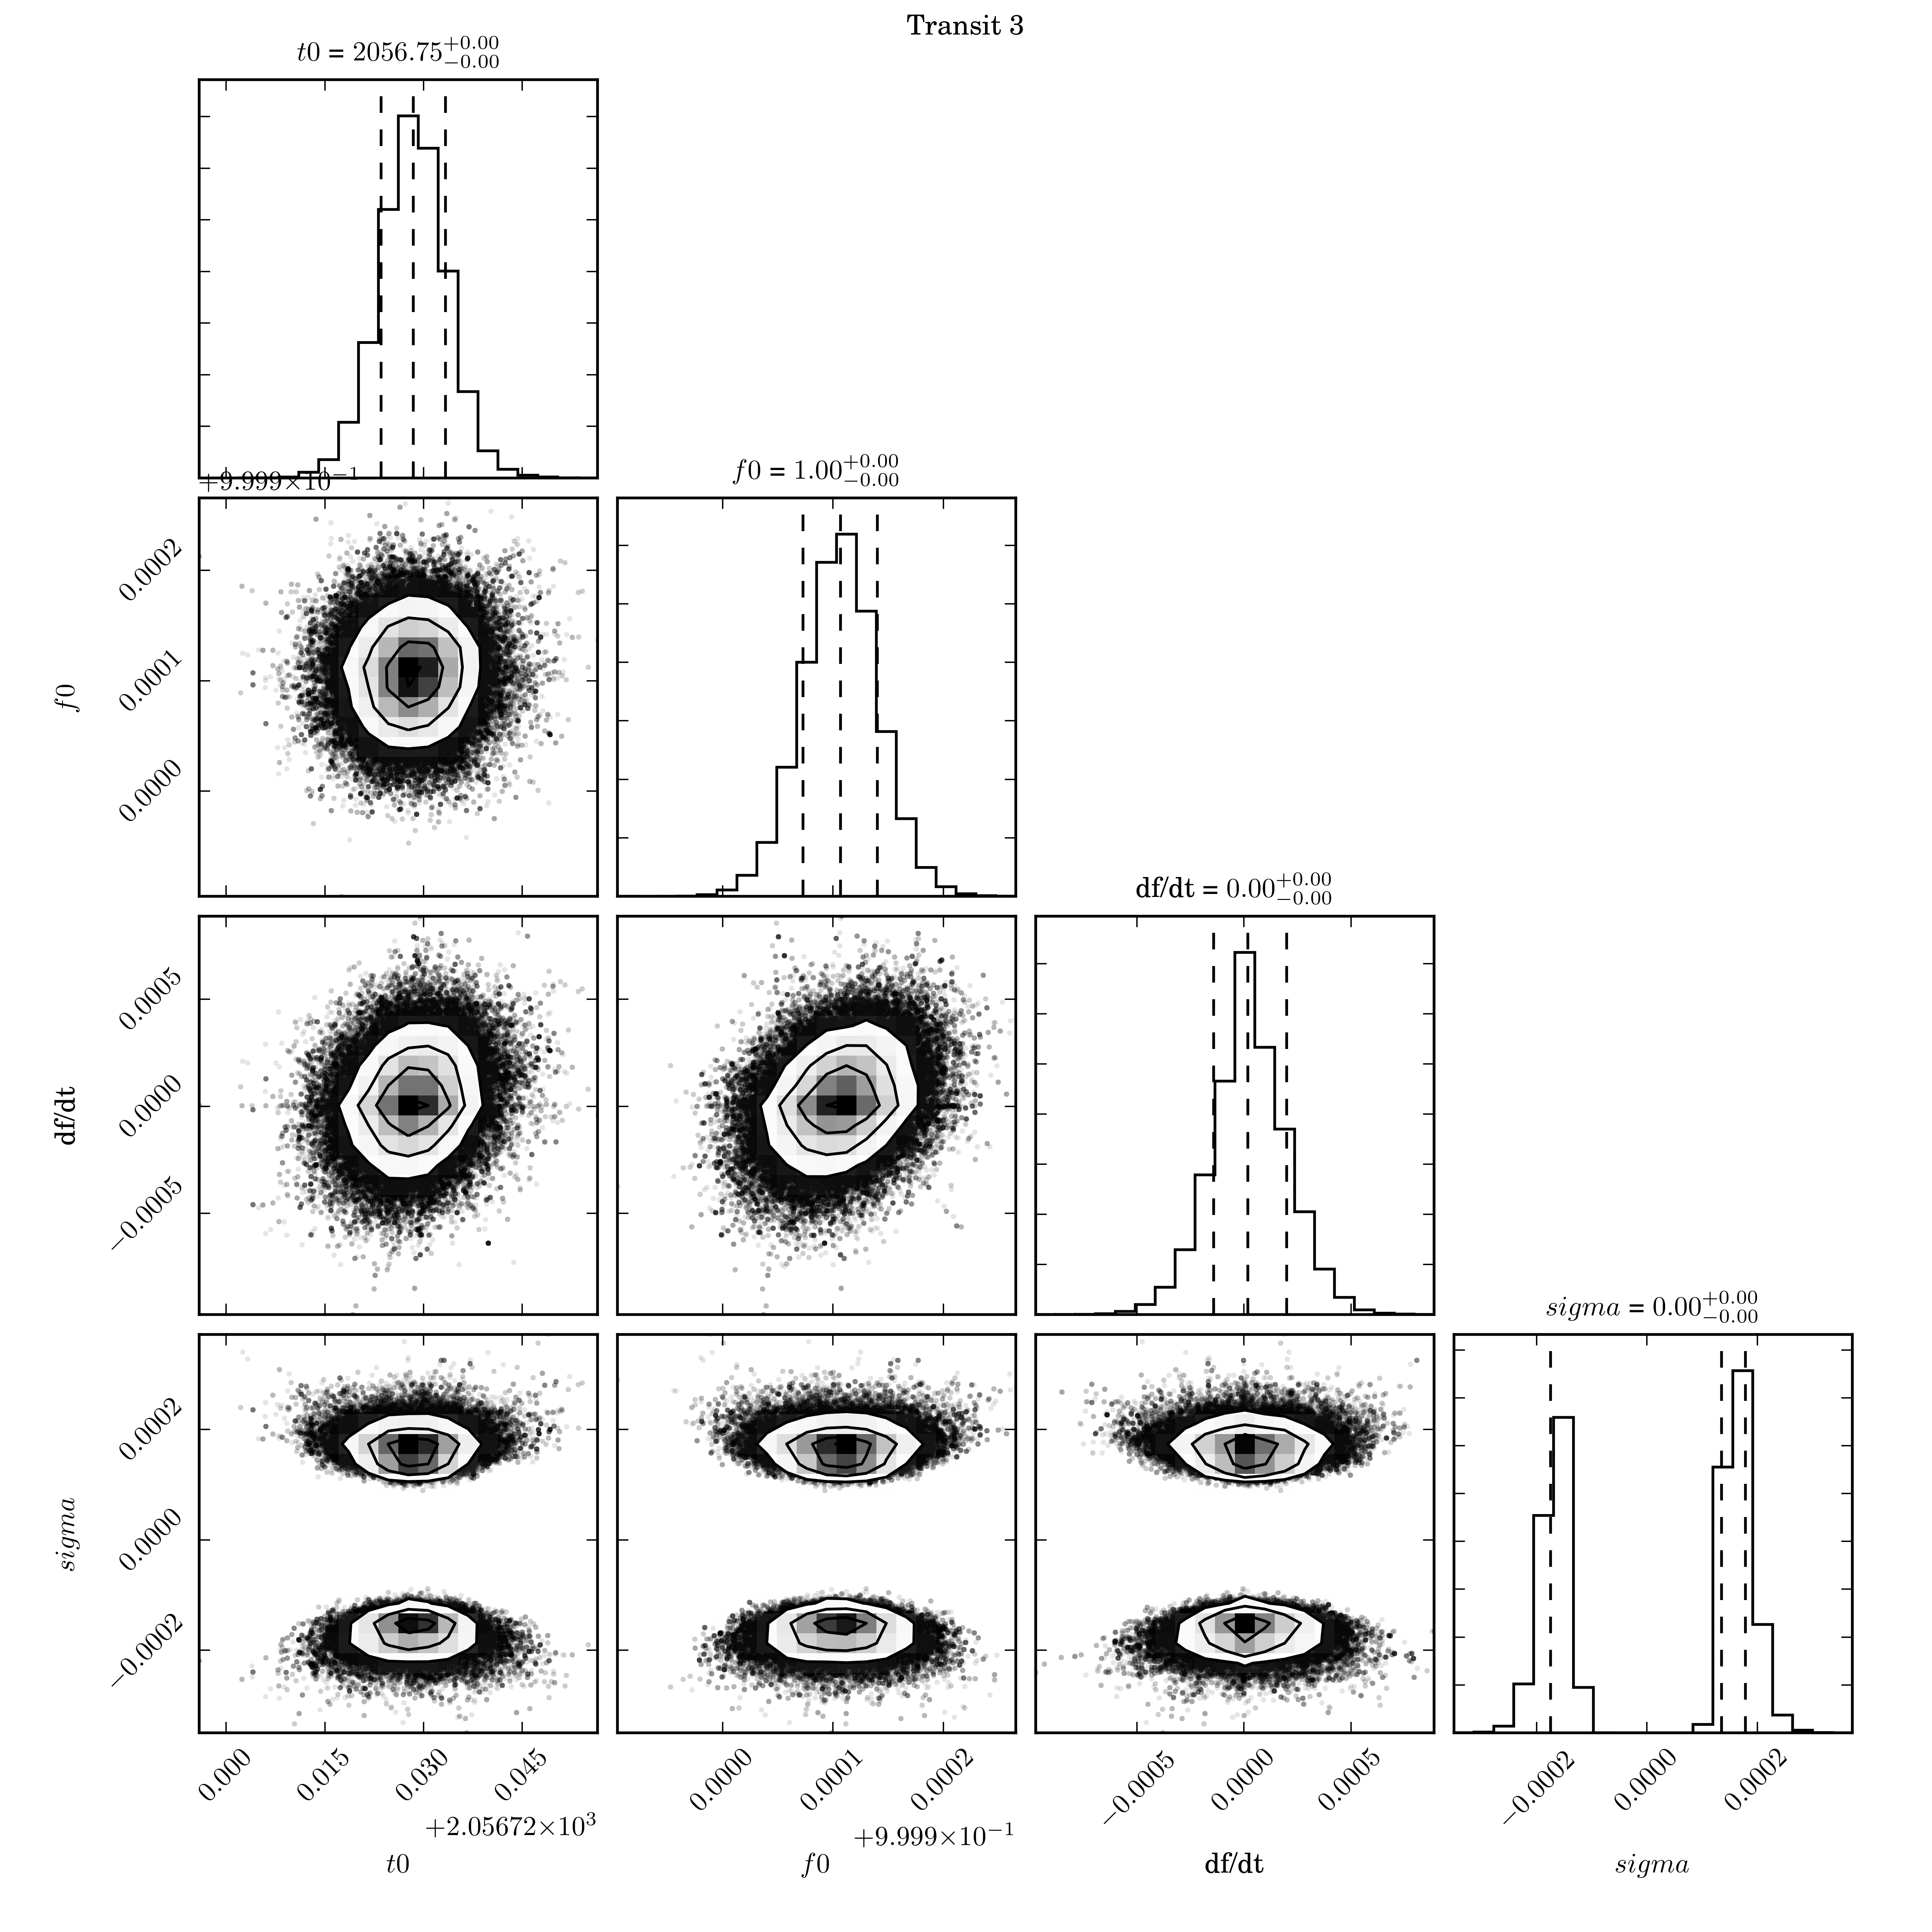 Transit 3
t0 = 2056.75+0.00 −0.00
+9.999×10−1
f0 = 1.00+0.00 −0.00
0.0002
0.0001
0.0000
f0
df/dt = 0.00+0.00 −0.00
0.0005
0.0000
−0.0005
df/dt
sigma = 0.00+0.00 −0.00
0.0002
0.0000
−0.0002
sigma
0.000 0.015 0.030 0.045
+2.05672×10³
t0
0.0000 0.0001 0.0002
+9.999×10−1
f0
−0.0005 0.0000 0.0005
df/dt
−0.0002 0.0000 0.0002
sigma